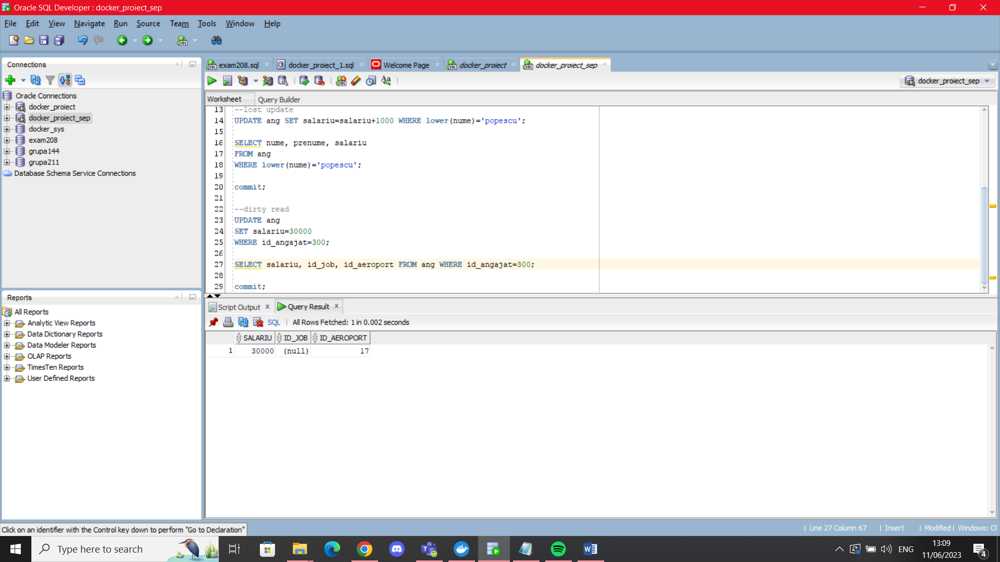 Oracle SQL Developer : docker_proiect_sep
File Edit View Navigate Run Source Team Tools Window Help
Connections
Oracle Connections
docker_proiect
docker_proiect_sep
docker_sys
exam208
grupa144
grupa211
Database Schema Service Connections
Reports
All Reports
Analytic View Reports
Data Dictionary Reports
Data Modeler Reports
OLAP Reports
TimesTen Reports
User Defined Reports
exam208.sql docker_proiect_1.sql Welcome Page docker_proiect docker_proiect_sep
docker_proiect_sep
Worksheet Query Builder
13 --lost update
14 UPDATE ang SET salariu=salariu+1000 WHERE lower(nume)='popescu';
15
16 SELECT nume, prenume, salariu
17 FROM ang
18 WHERE lower(nume)='popescu';
19
20 commit;
21
22 --dirty read
23 UPDATE ang
24 SET salariu=30000
25 WHERE id_angajat=300;
26
27 SELECT salariu, id_job, id_aeroport FROM ang WHERE id_angajat=300;
28
29 commit;
Script Output x Query Result x
SQL | All Rows Fetched: 1 in 0.002 seconds
SALARIU ID_JOB ID_AEROPORT
1 30000 (null) 17
Click on an identifier with the Control key down to perform "Go to Declaration"
| Line 27 Column 67 | Insert | Modified | Windows: CF
Type here to search
ENG
13:09
11/06/2023
4